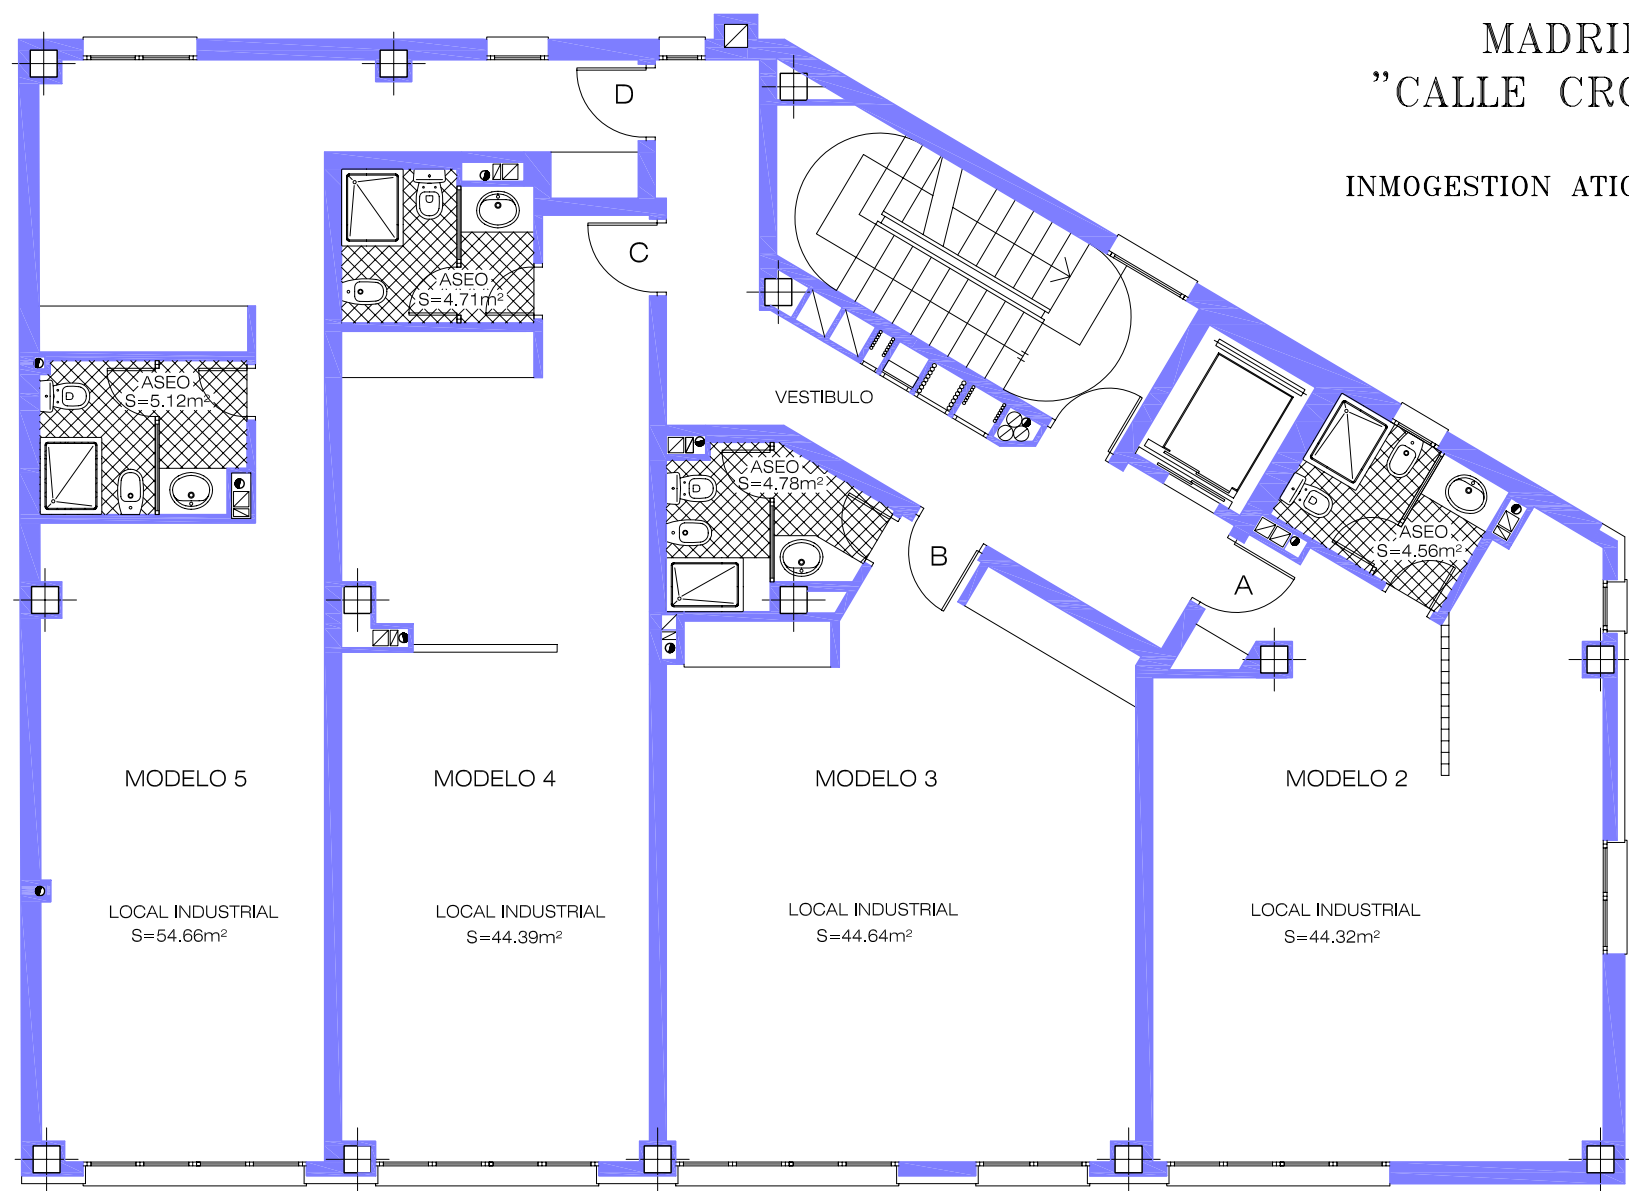 MADRI
"CALLE CRO
INMOGESTION ATIC
D
C
ASEO
S=4.71m²
ASEO
S=5.12m²
VESTIBULO
ASEO
S=4.78m²
B
A
ASEO
S=4.56m²
MODELO 5
MODELO 4
MODELO 3
MODELO 2
LOCAL INDUSTRIAL
S=54.66m²
LOCAL INDUSTRIAL
S=44.39m²
LOCAL INDUSTRIAL
S=44.64m²
LOCAL INDUSTRIAL
S=44.32m²